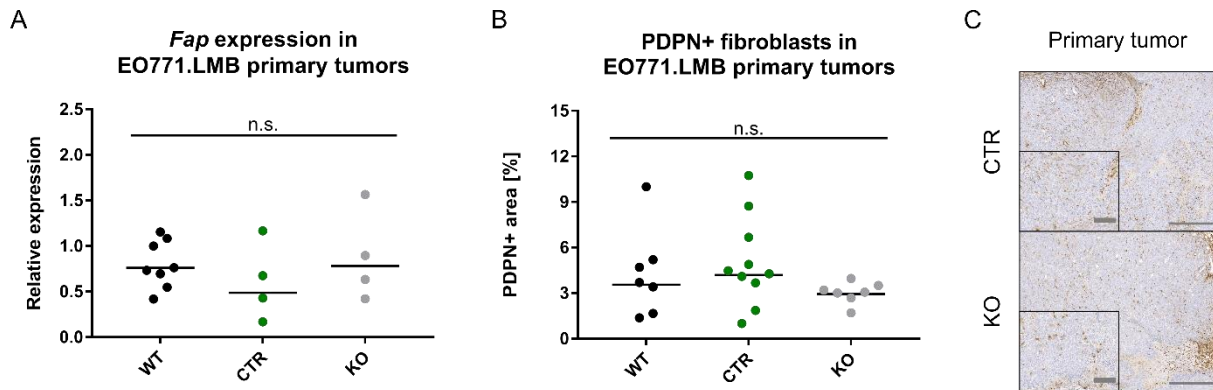 A
Fap expression in
EO771.LMB primary tumors
n.s.
Relative expression
2.5
2.0
1.5
1.0
0.5
0.0
WT
CTR
KO
B
PDPN+ fibroblasts in
EO771.LMB primary tumors
n.s.
PDPN+ area [%]
15
12
9
6
3
0
WT
CTR
KO
C
Primary tumor
CTR
KO